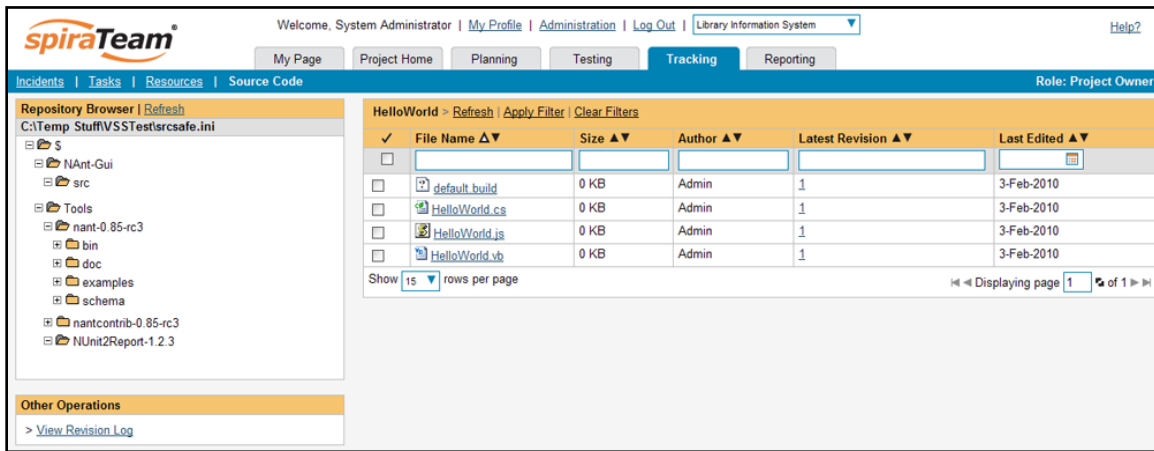 spiraTeam®
Welcome, System Administrator | My Profile | Administration | Log Out | Library Information System
Help?
My Page Project Home Planning Testing Tracking Reporting
Incidents | Tasks | Resources | Source Code
Role: Project Owner
Repository Browser | Refresh
C:\Temp Stuff\VSSTest\srcsafe.ini
$
NAnt-Gui
src
Tools
nant-0.85-rc3
bin
doc
examples
schema
nantcontrib-0.85-rc3
NUnit2Report-1.2.3
Other Operations
> View Revision Log
HelloWorld > Refresh | Apply Filter | Clear Filters
✓ File Name Size Author Latest Revision Last Edited
default.build 0 KB Admin 1 3-Feb-2010
HelloWorld.cs 0 KB Admin 1 3-Feb-2010
HelloWorld.js 0 KB Admin 1 3-Feb-2010
HelloWorld.vb 0 KB Admin 1 3-Feb-2010
Show 15 rows per page
Displaying page 1 of 1